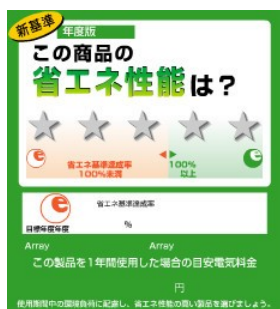 新基準
年度版
この商品の
省エネ性能は？
e 省エネ基準達成率
100%未満
100%
以上
e
e
目標年度年度
省エネ基準達成率
%
Array
Array
この製品を1年間使用した場合の目安電気料金
円
使用期間中の環境負荷に配慮し、省エネ性能の高い製品を選びましょう。